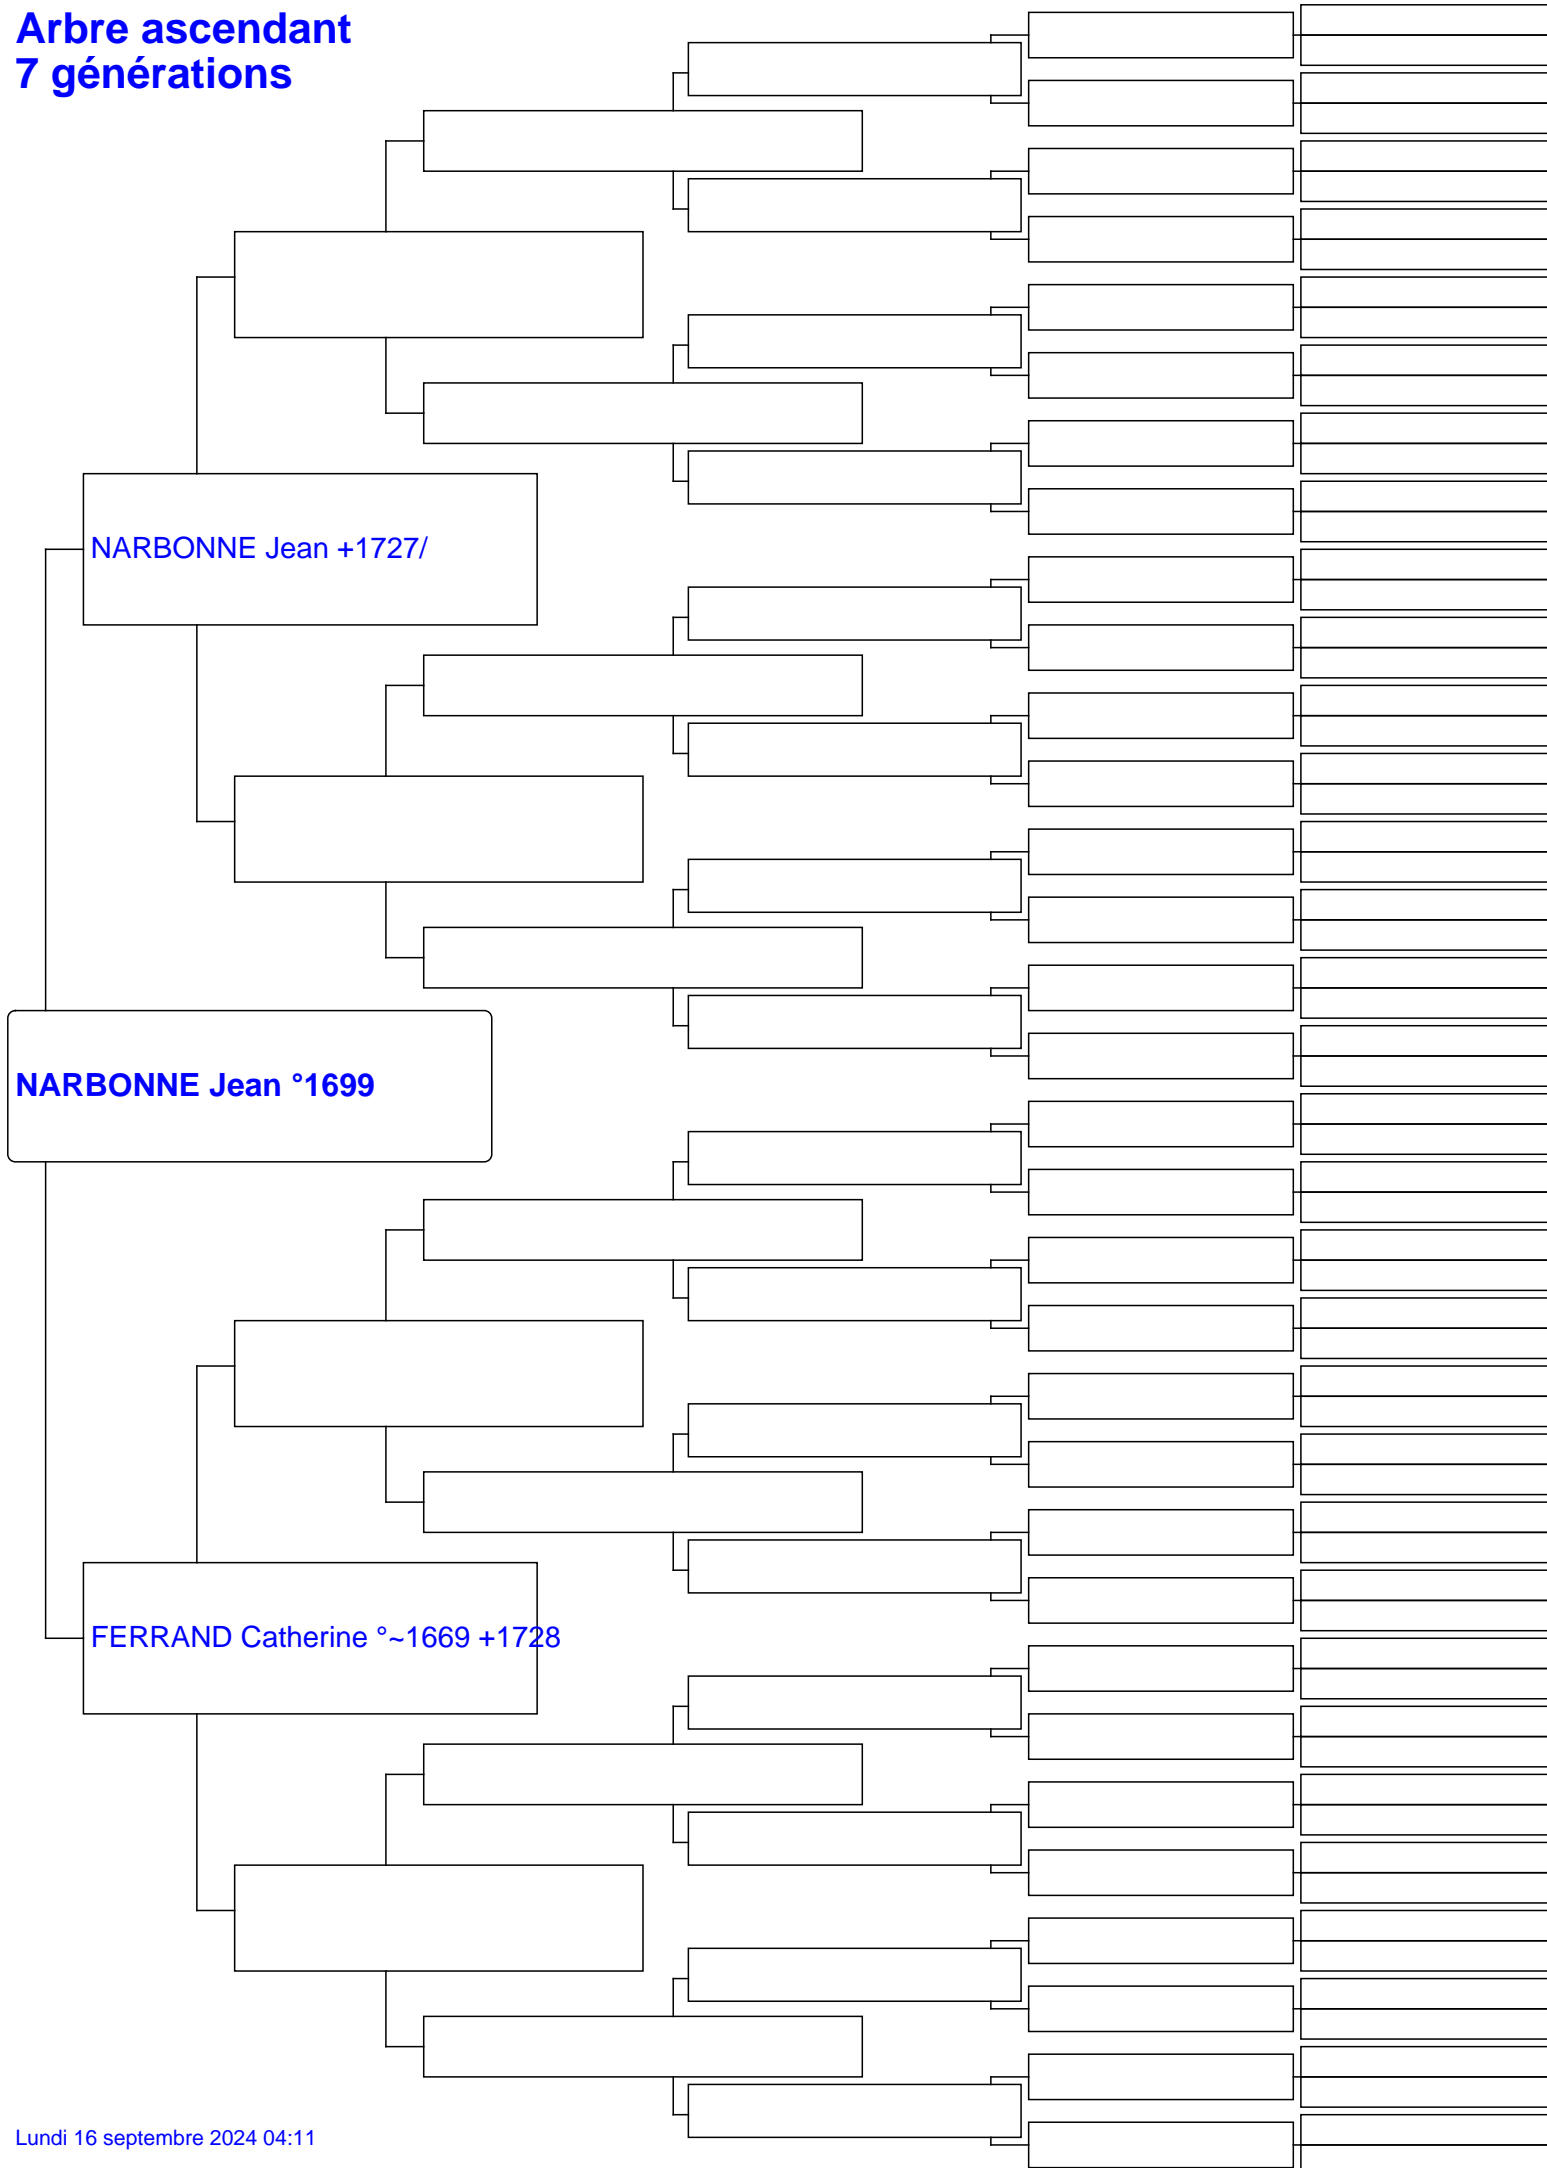 Arbre ascendant
7 générations
NARBONNE Jean +1727/
NARBONNE Jean °1699
FERRAND Catherine °~1669 +1728
Lundi 16 septembre 2024 04:11